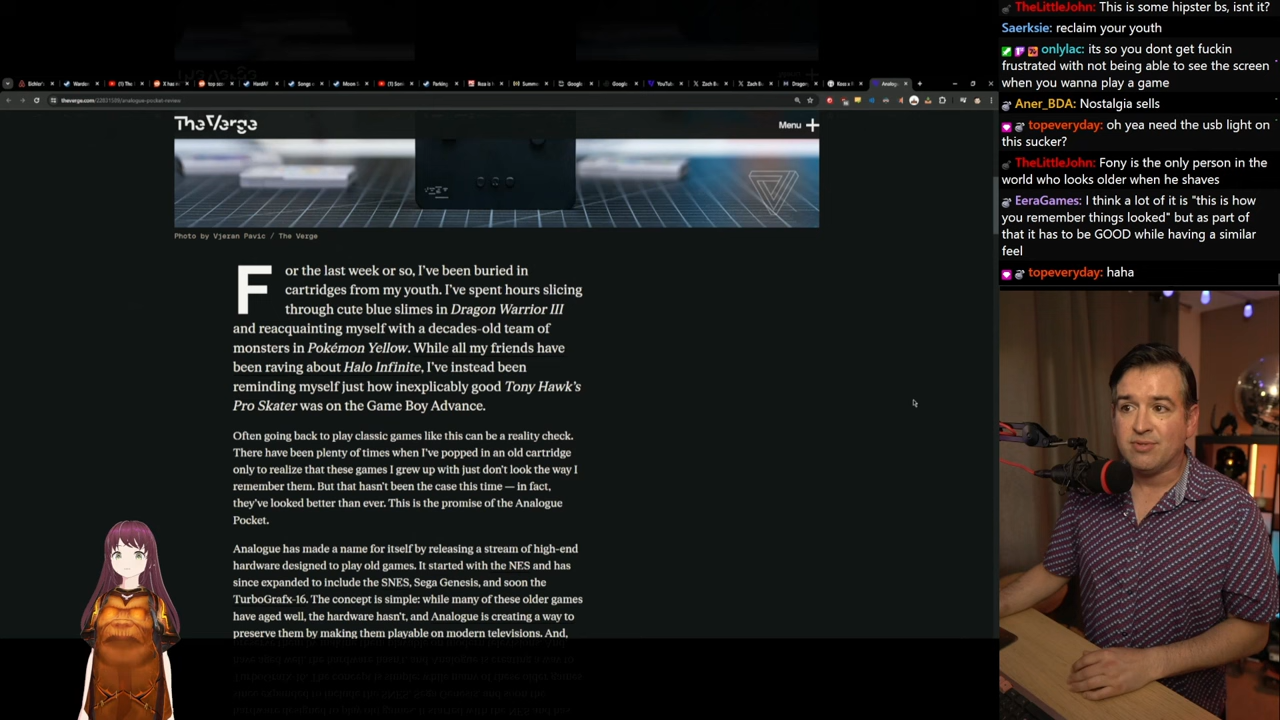 TheLittleJohn: This is some hipster bs, isnt it?
Saerksie: reclaim your youth
onlylac: its so you dont get fuckin
frustrated with not being able to see the screen
when you wanna play a game
Aner_BDA: Nostalgia sells
topeveryday: oh yea need the usb light on
this sucker?
TheLittleJohn: Fony is the only person in the
world who looks older when he shaves
EeraGames: I think a lot of it is "this is how
you remember things looked" but as part of
that it has to be GOOD while having a similar
feel
topeveryday: haha
TheVerge
Menu
Photo by Vjeran Pavic / The Verge
For the last week or so, I've been buried in
cartridges from my youth. I've spent hours slicing
through cute blue slimes in Dragon Warrior III
and reacquainting myself with a decades-old team of
monsters in Pokémon Yellow. While all my friends have
been raving about Halo Infinite, I've instead been
reminding myself just how inexplicably good Tony Hawk's
Pro Skater was on the Game Boy Advance.
Often going back to play classic games like this can be a reality check.
There have been plenty of times when I've popped in an old cartridge
only to realize that these games I grew up with just don't look the way I
remember them. But that hasn't been the case this time — in fact,
they've looked better than ever. This is the promise of the Analogue
Pocket.
Analogue has made a name for itself by releasing a stream of high-end
hardware designed to play old games. It started with the NES and has
since expanded to include the SNES, Sega Genesis, and soon the
TurboGrafx-16. The concept is simple: while many of these older games
have aged well, the hardware hasn't, and Analogue is creating a way to
preserve them by making them playable on modern televisions. And,